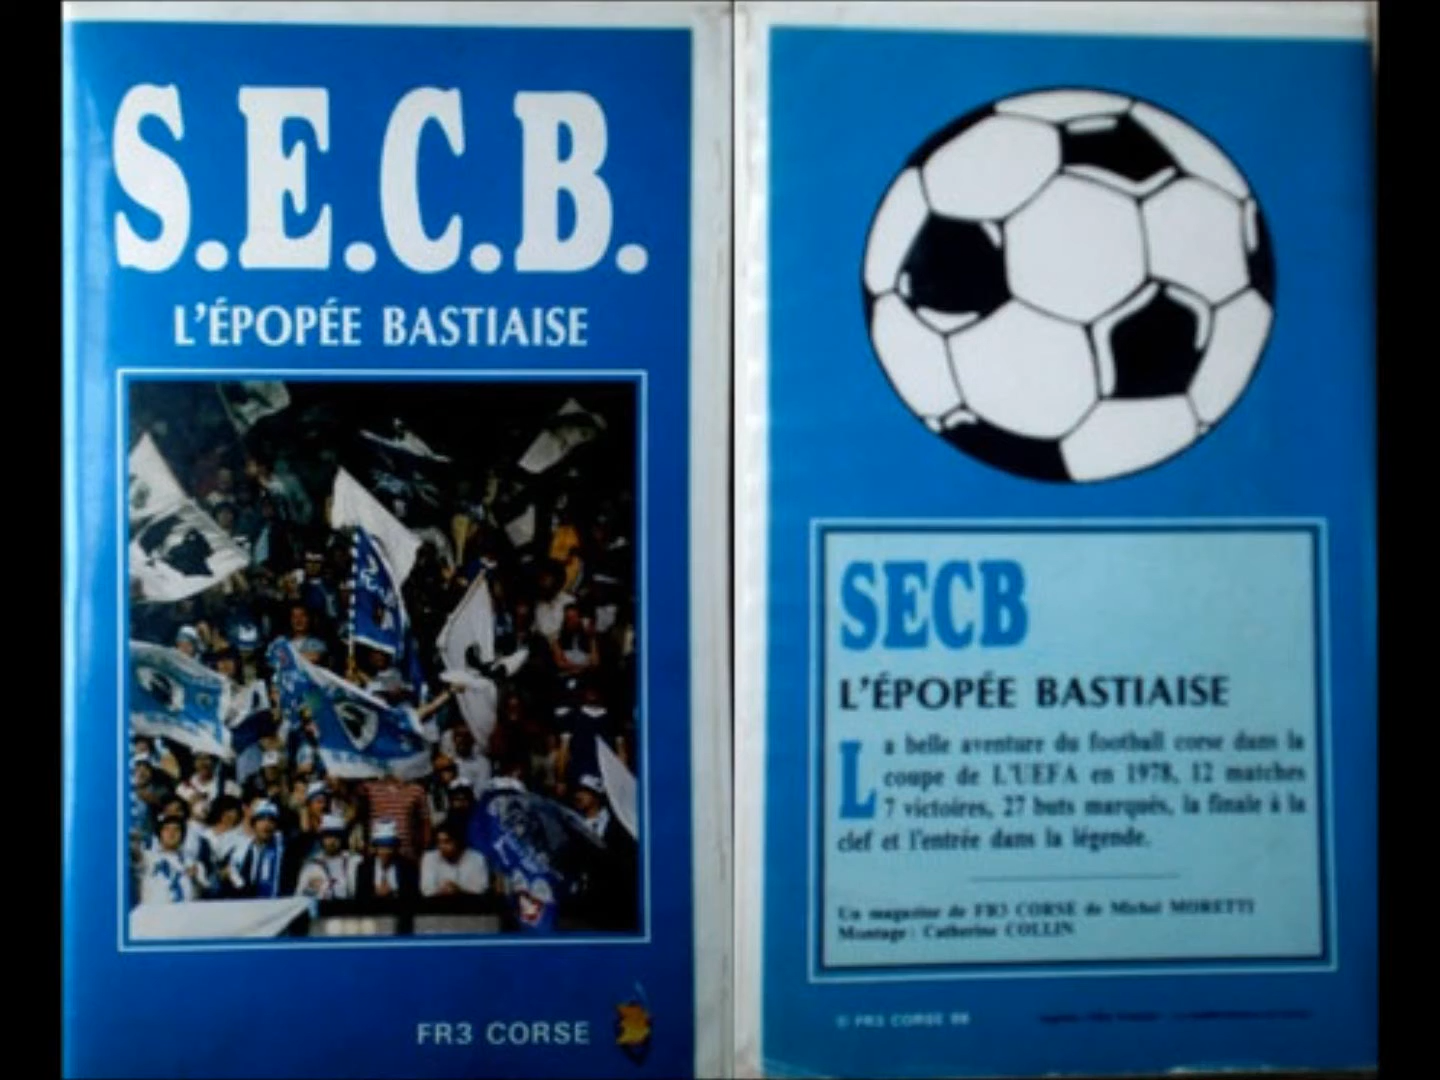 S.E.C.B.
L'ÉPOPÉE BASTIAISE
FR3 CORSE
SECB
L'ÉPOPÉE BASTIAISE
La belle aventure du football corse dans la
coupe de L'UEFA en 1978, 12 matches
7 victoires, 27 buts marqués, la finale à la
clef et l'entrée dans la légende.
Un magazine de FR3 CORSE de Michel MORETTI
Montage : Catherine COLLIN
© FR3 CORSE